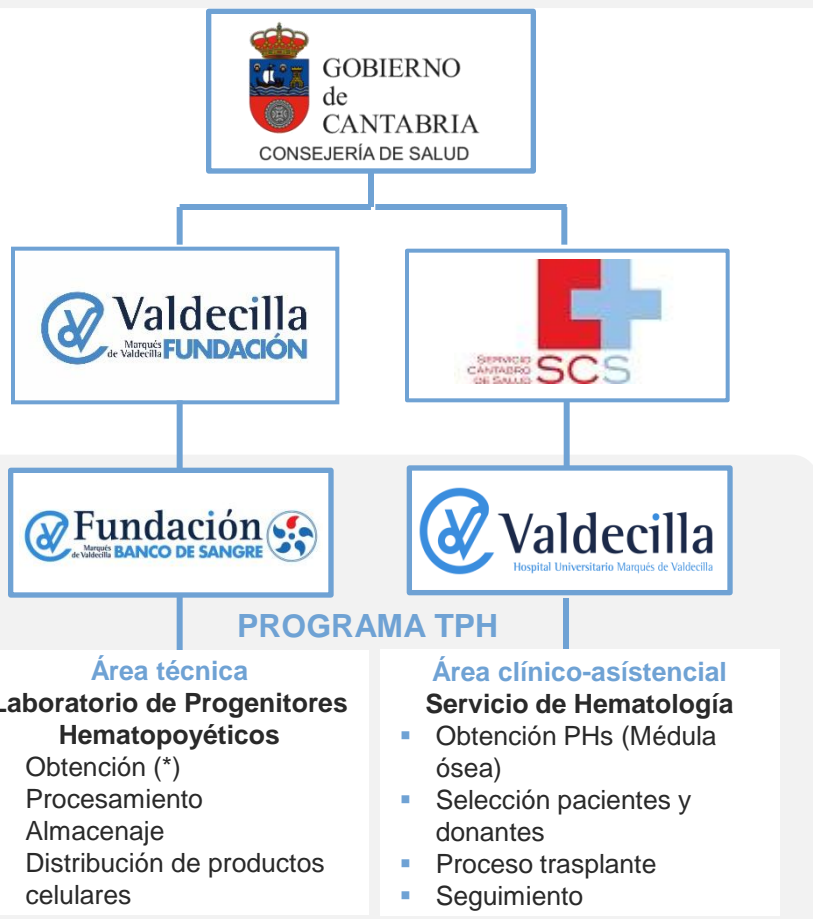 GOBIERNO
de
CANTABRIA
CONSEJERÍA DE SALUD
Valdecilla
Marqués
de Valdecilla FUNDACIÓN
SERVICIO
CÁNTABRO
DE SALUD SCS
Fundación
Marqués
de Valdecilla BANCO DE SANGRE
Valdecilla
Hospital Universitario Marqués de Valdecilla
PROGRAMA TPH
Área técnica
Laboratorio de Progenitores
Hematopoyéticos
Obtención (*)
Procesamiento
Almacenaje
Distribución de productos
celulares
Área clínico-asístencial
Servicio de Hematología
▪ Obtención PHs (Médula
ósea)
▪ Selección pacientes y
donantes
▪ Proceso trasplante
▪ Seguimiento